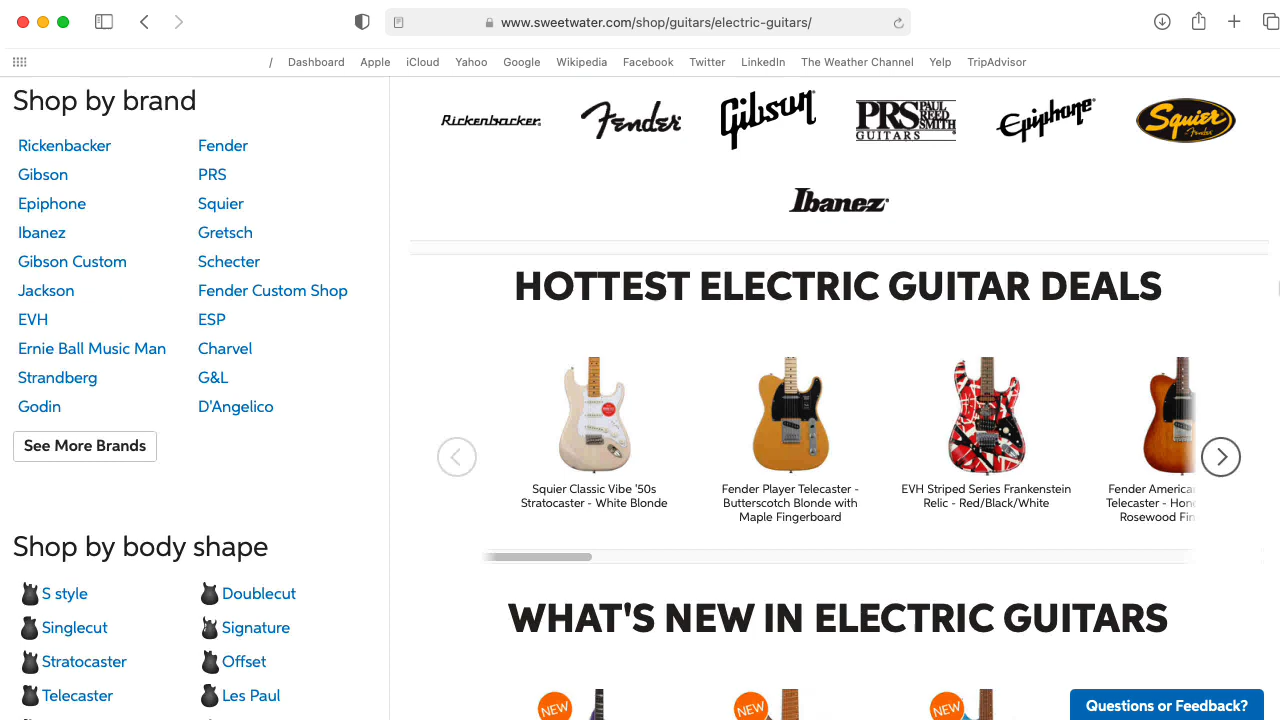 www.sweetwater.com/shop/guitars/electric-guitars/
/ Dashboard Apple iCloud Yahoo Google Wikipedia Facebook Twitter LinkedIn The Weather Channel Yelp TripAdvisor
Shop by brand
Rickenbacker Fender
Gibson PRS
Epiphone Squier
Ibanez Gretsch
Gibson Custom Schecter
Jackson Fender Custom Shop
EVH ESP
Ernie Ball Music Man Charvel
Strandberg G&L
Godin D'Angelico
See More Brands
Shop by body shape
S style Doublecut
Singlecut Signature
Stratocaster Offset
Telecaster Les Paul
Rickenbacker Fender Gibson PRS PAUL REED SMITH GUITARS Epiphone Squier Fender
Ibanez
HOTTEST ELECTRIC GUITAR DEALS
Squier Classic Vibe '50s
Stratocaster - White Blonde
Fender Player Telecaster -
Butterscotch Blonde with
Maple Fingerboard
EVH Striped Series Frankenstein
Relic - Red/Black/White
Fender America
Telecaster - Hon
Rosewood Fin
WHAT'S NEW IN ELECTRIC GUITARS
NEW NEW NEW
Questions or Feedback?